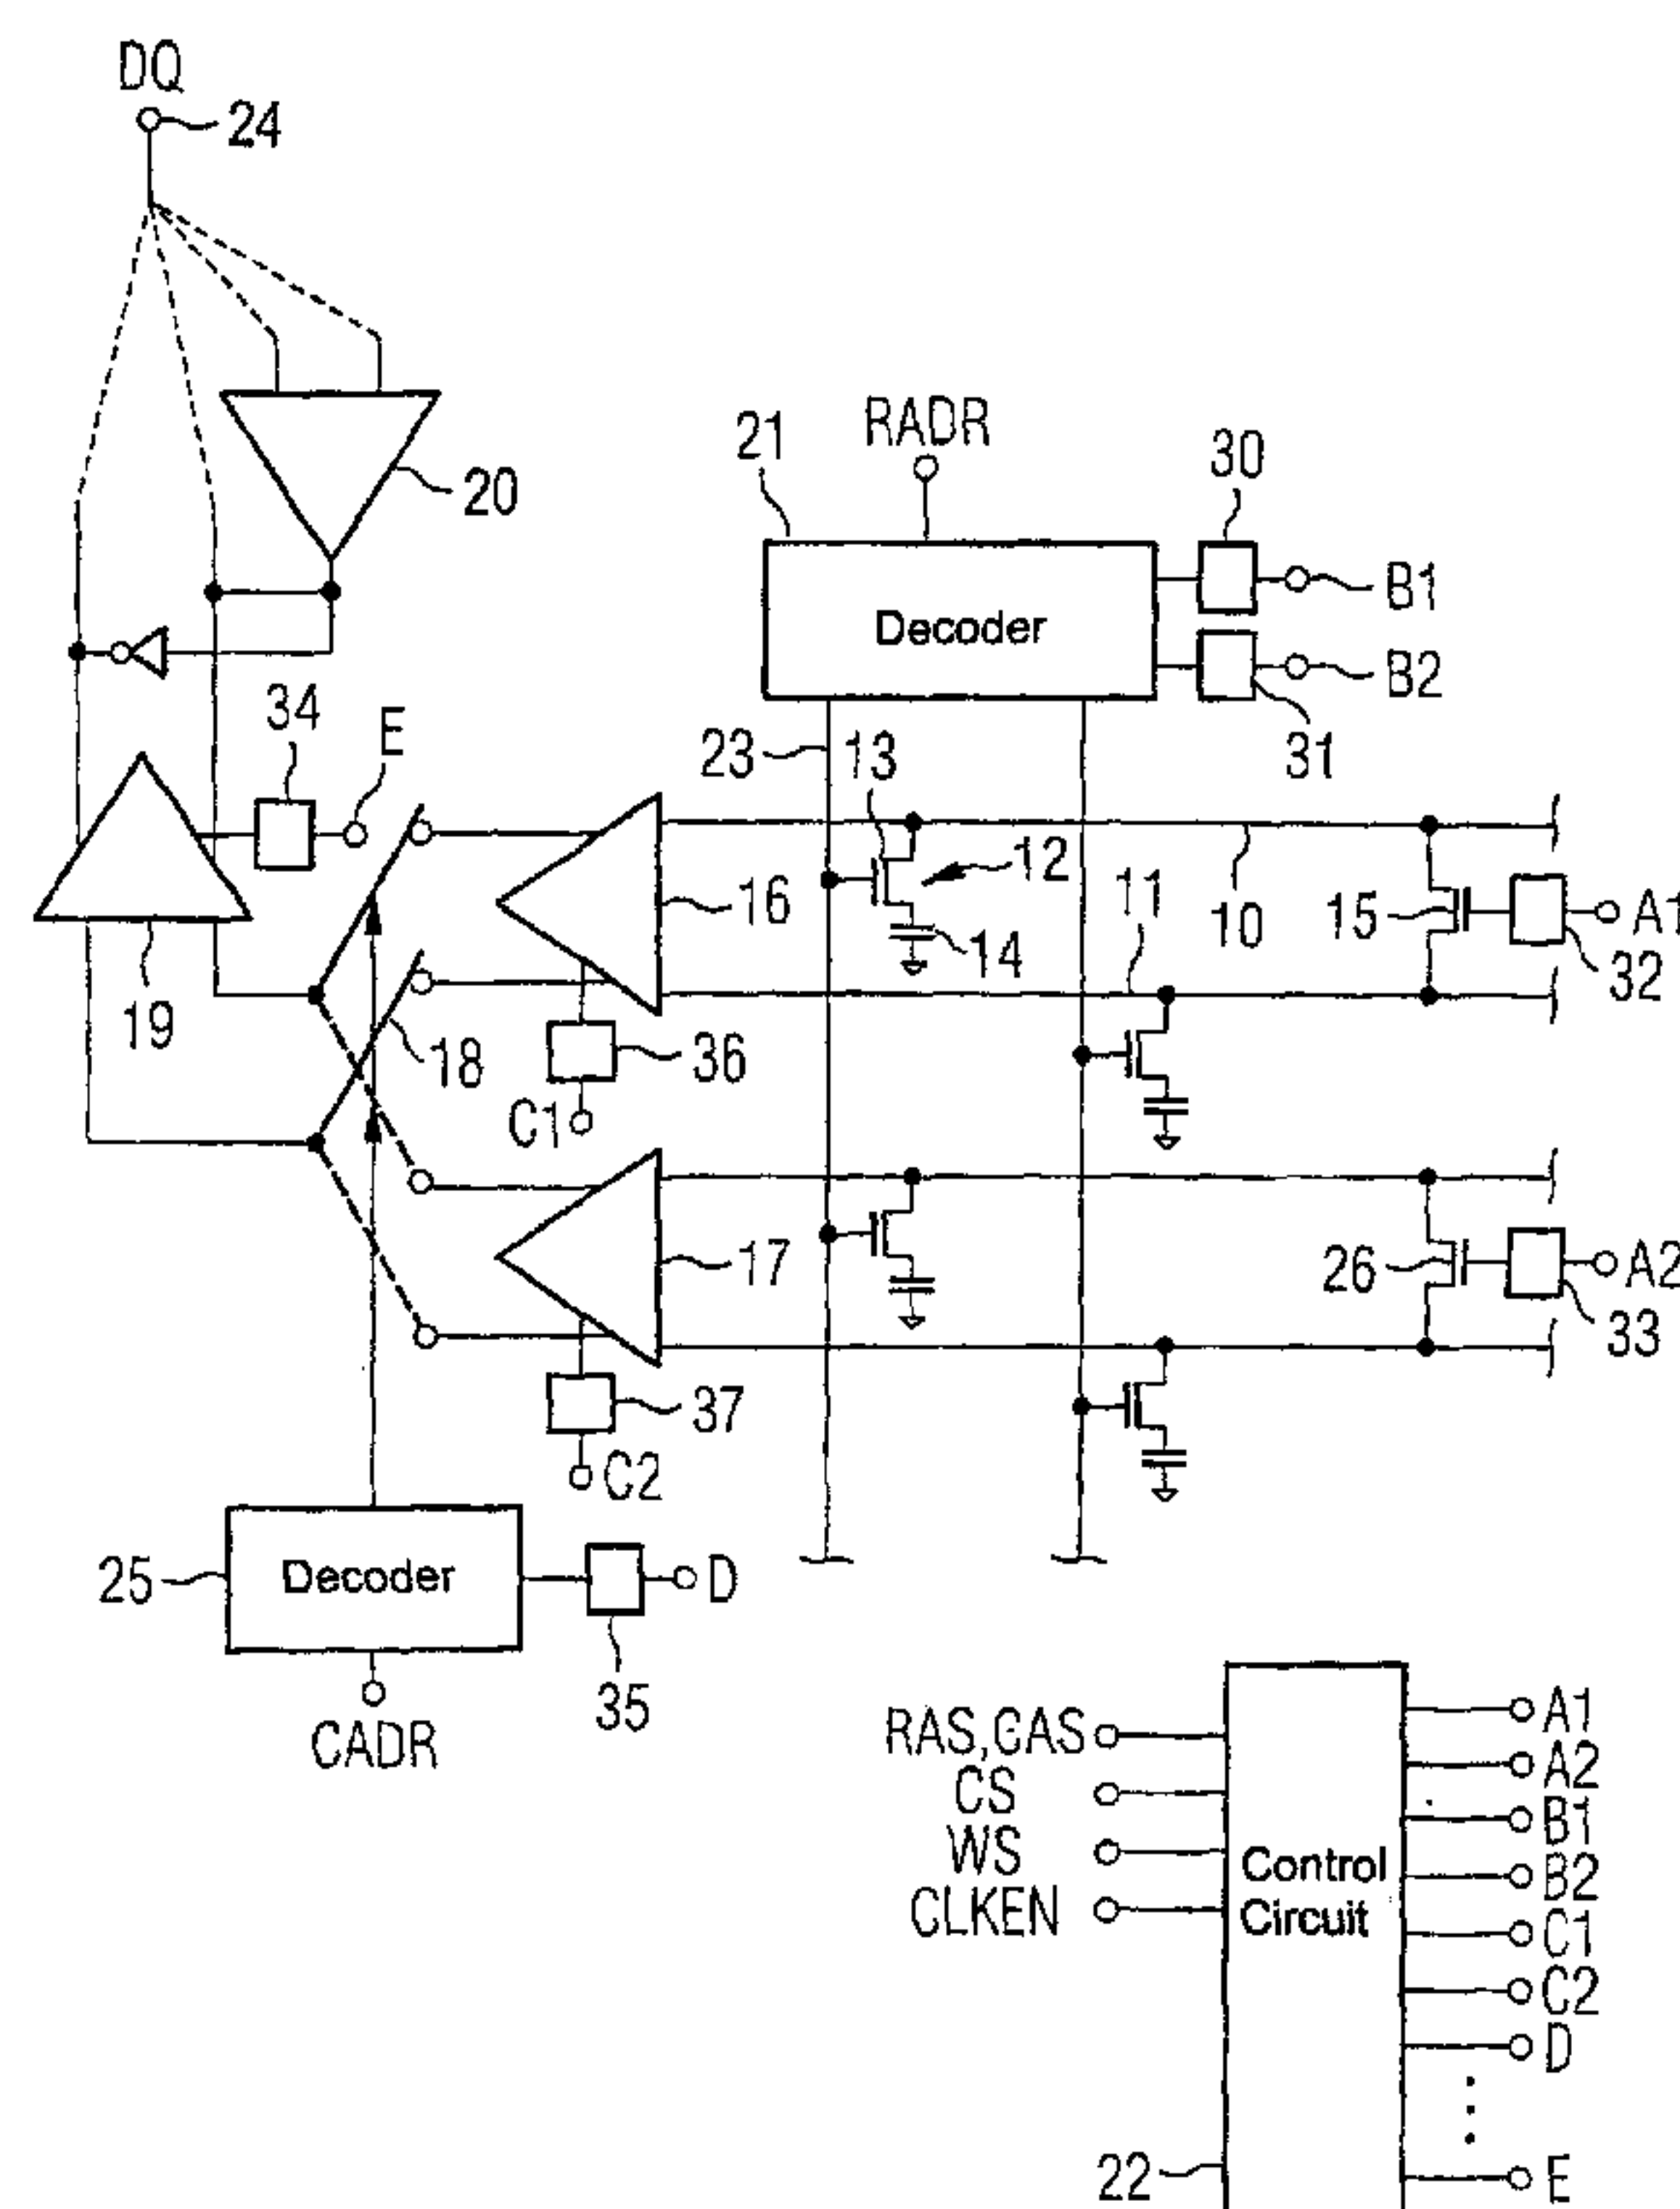 DQ
24
20
21
RADR
30
Decoder
B1
B2
31
34
E
23
13
12
16
14
11
10
15
A1
32
19
18
36
C1
17
26
A2
33
37
C2
25
Decoder
D
35
CADR
RAS,CAS
CS
WS
CLKEN
Control
Circuit
A1
A2
B1
B2
C1
C2
D
22
E